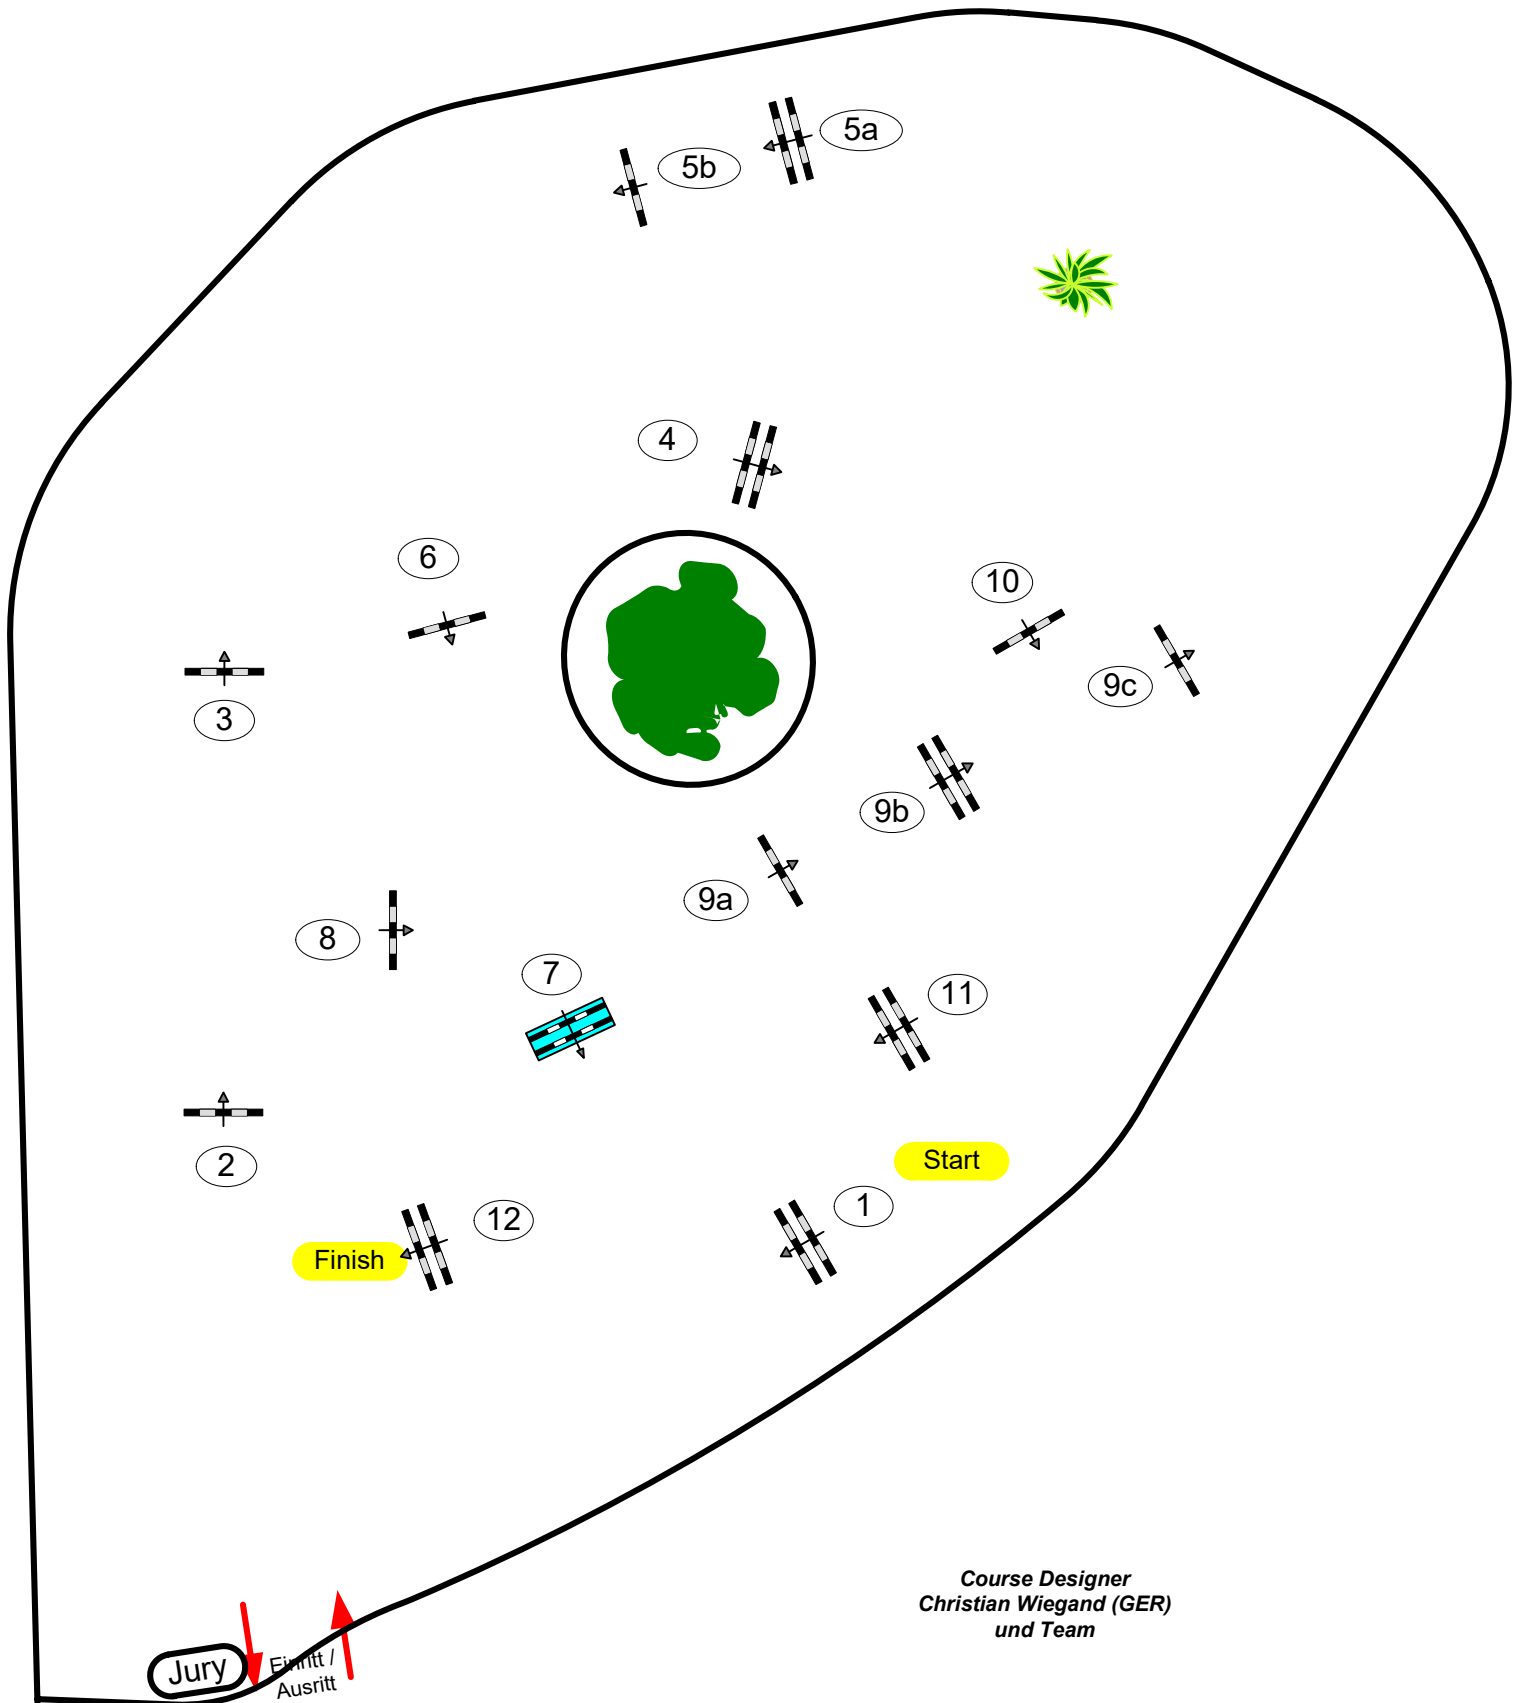 5a
5b
4
6
10
3
9c
9b
9a
8
7
11
Start
2
1
12
Finish
Course Designer
Christian Wiegand (GER)
und Team
Jury
Einritt /
Ausritt